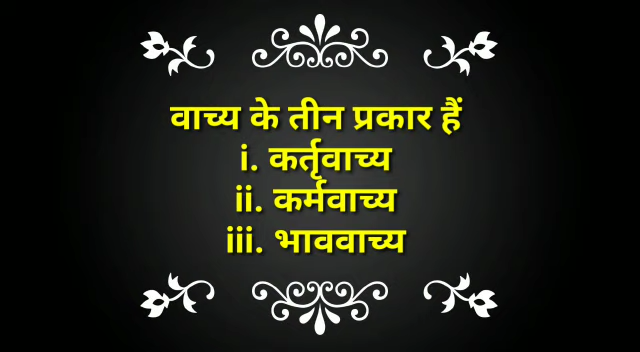 वाच्य के तीन प्रकार हैं
i. कर्तृवाच्य
ii. कर्मवाच्य
iii. भाववाच्य